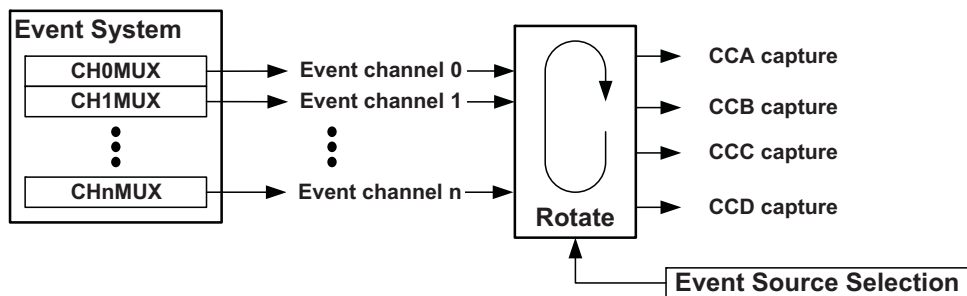 Event System
CH0MUX
CH1MUX
CHnMUX
Event channel 0
Event channel 1
Event channel n
Rotate
CCA capture
CCB capture
CCC capture
CCD capture
Event Source Selection